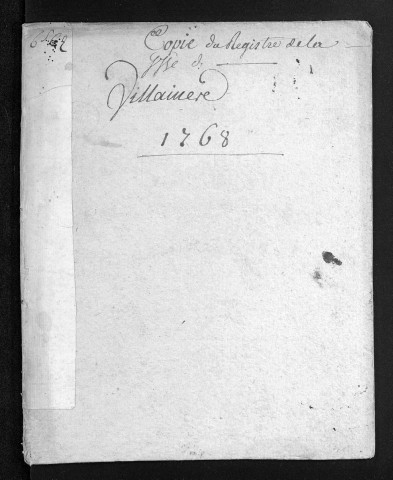 Copie du Registre de la
psse de
Villainere
1768